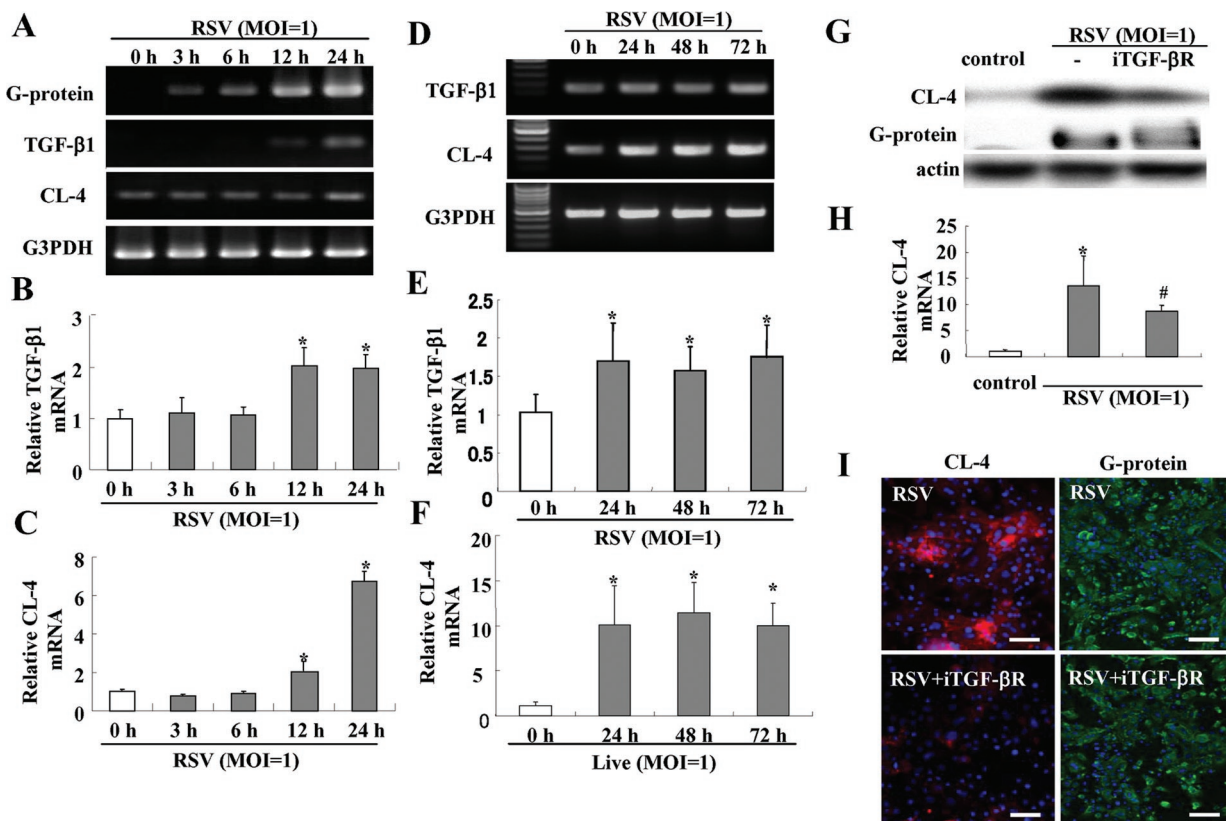 A
RSV (MOI=1)
0 h 3 h 6 h 12 h 24 h
G-protein
TGF-β1
CL-4
G3PDH
B
Relative TGF-β1
mRNA
3
2
1
0
0 h 3 h 6 h 12 h 24 h
* *
RSV (MOI=1)
C
Relative CL-4
mRNA
8
6
4
2
0
* *
0 h 3 h 6 h 12 h 24 h
RSV (MOI=1)
D
RSV (MOI=1)
0 h 24 h 48 h 72 h
TGF-β1
CL-4
G3PDH
E
Relative TGF-β1
mRNA
2.5
2
1.5
1
0.5
0
* * *
0 h 24 h 48 h 72 h
RSV (MOI=1)
F
Relative CL-4
mRNA
20
15
10
5
0
* * *
0 h 24 h 48 h 72 h
Live (MOI=1)
G
RSV (MOI=1)
control - iTGF-βR
CL-4
G-protein
actin
H
Relative CL-4
mRNA
25
20
15
10
5
0
* #
control
RSV (MOI=1)
I
CL-4 G-protein
RSV RSV
RSV+iTGF-βR RSV+iTGF-βR